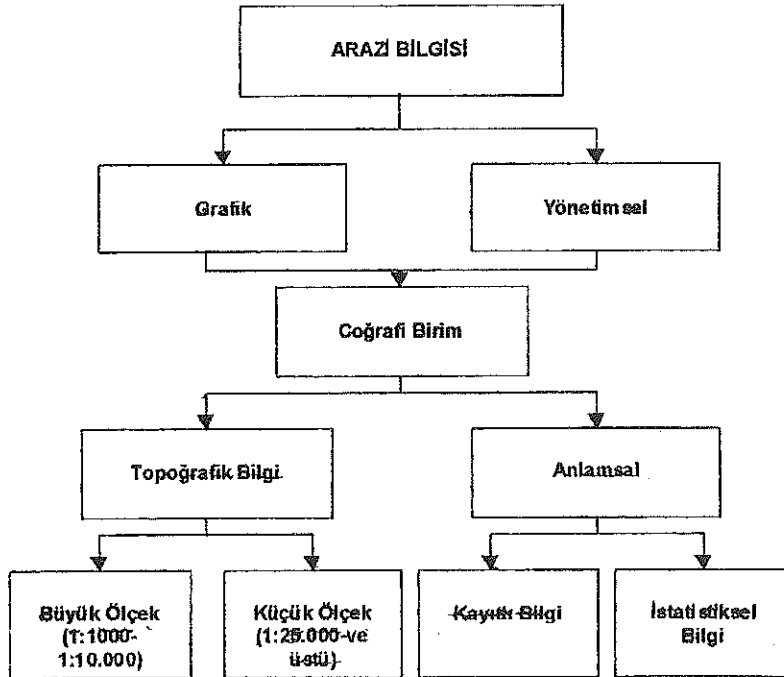 ARAZİ BİLGİSİ
Grafik
Yönetimsel
Coğrafi Birim
Topoğrafik Bilgi
Anlamsal
Büyük Ölçek
(1:1000-
1:10.000)
Küçük Ölçek
(1:25.000 ve
üstü)
Kayıtlı Bilgi
İstatistiksel
Bilgi